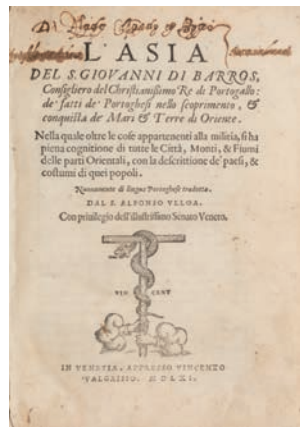 L'ASIA
DEL S. GIOVANNI DI BARROS,
Consigliero del Christianissimo Re di Portogallo:
de' fatti de' Portoghesi nello scoprimento, &
conquista de' Mari & Terre di Oriente.
Nella quale oltre le cose appartenenti alla militia, si ha
piena cognitione di tutte le Città, Monti, & Fiumi
delle parti Orientali, con la descrittione de' paesi, &
costumi di quei popoli.
Nuovamente di lingua Portoghese tradotta.
DAL S. ALFONSO VLLOA.
Con privilegio dell'illustrissimo Senato Veneto.
VIN CENT
IN VENETIA, APPRESSO VINCENZO
VALGRISIO. MDLXI.